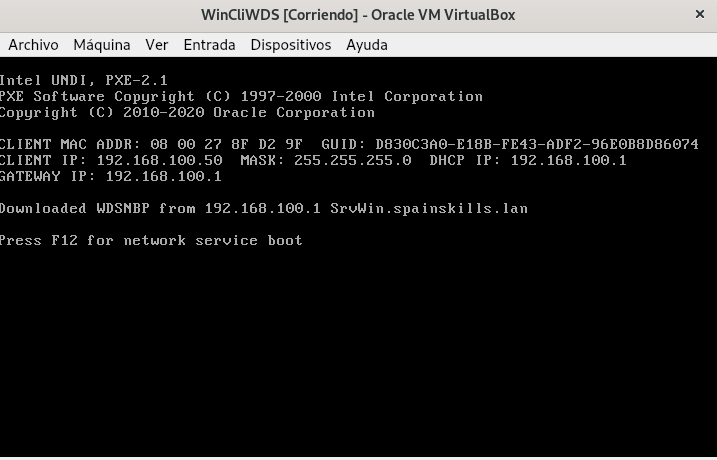 WinCliWDS [Corriendo] - Oracle VM VirtualBox
Archivo Máquina Ver Entrada Dispositivos Ayuda
Intel UNDI, PXE-2.1
PXE Software Copyright (C) 1997-2000 Intel Corporation
Copyright (C) 2010-2020 Oracle Corporation
CLIENT MAC ADDR: 08 00 27 8F D2 9F  GUID: D830C3A0-E18B-FE43-ADF2-96E0B8D86074
CLIENT IP: 192.168.100.50  MASK: 255.255.255.0  DHCP IP: 192.168.100.1
GATEWAY IP: 192.168.100.1
Downloaded WDSNBP from 192.168.100.1 SrvWin.spainskills.lan
Press F12 for network service boot